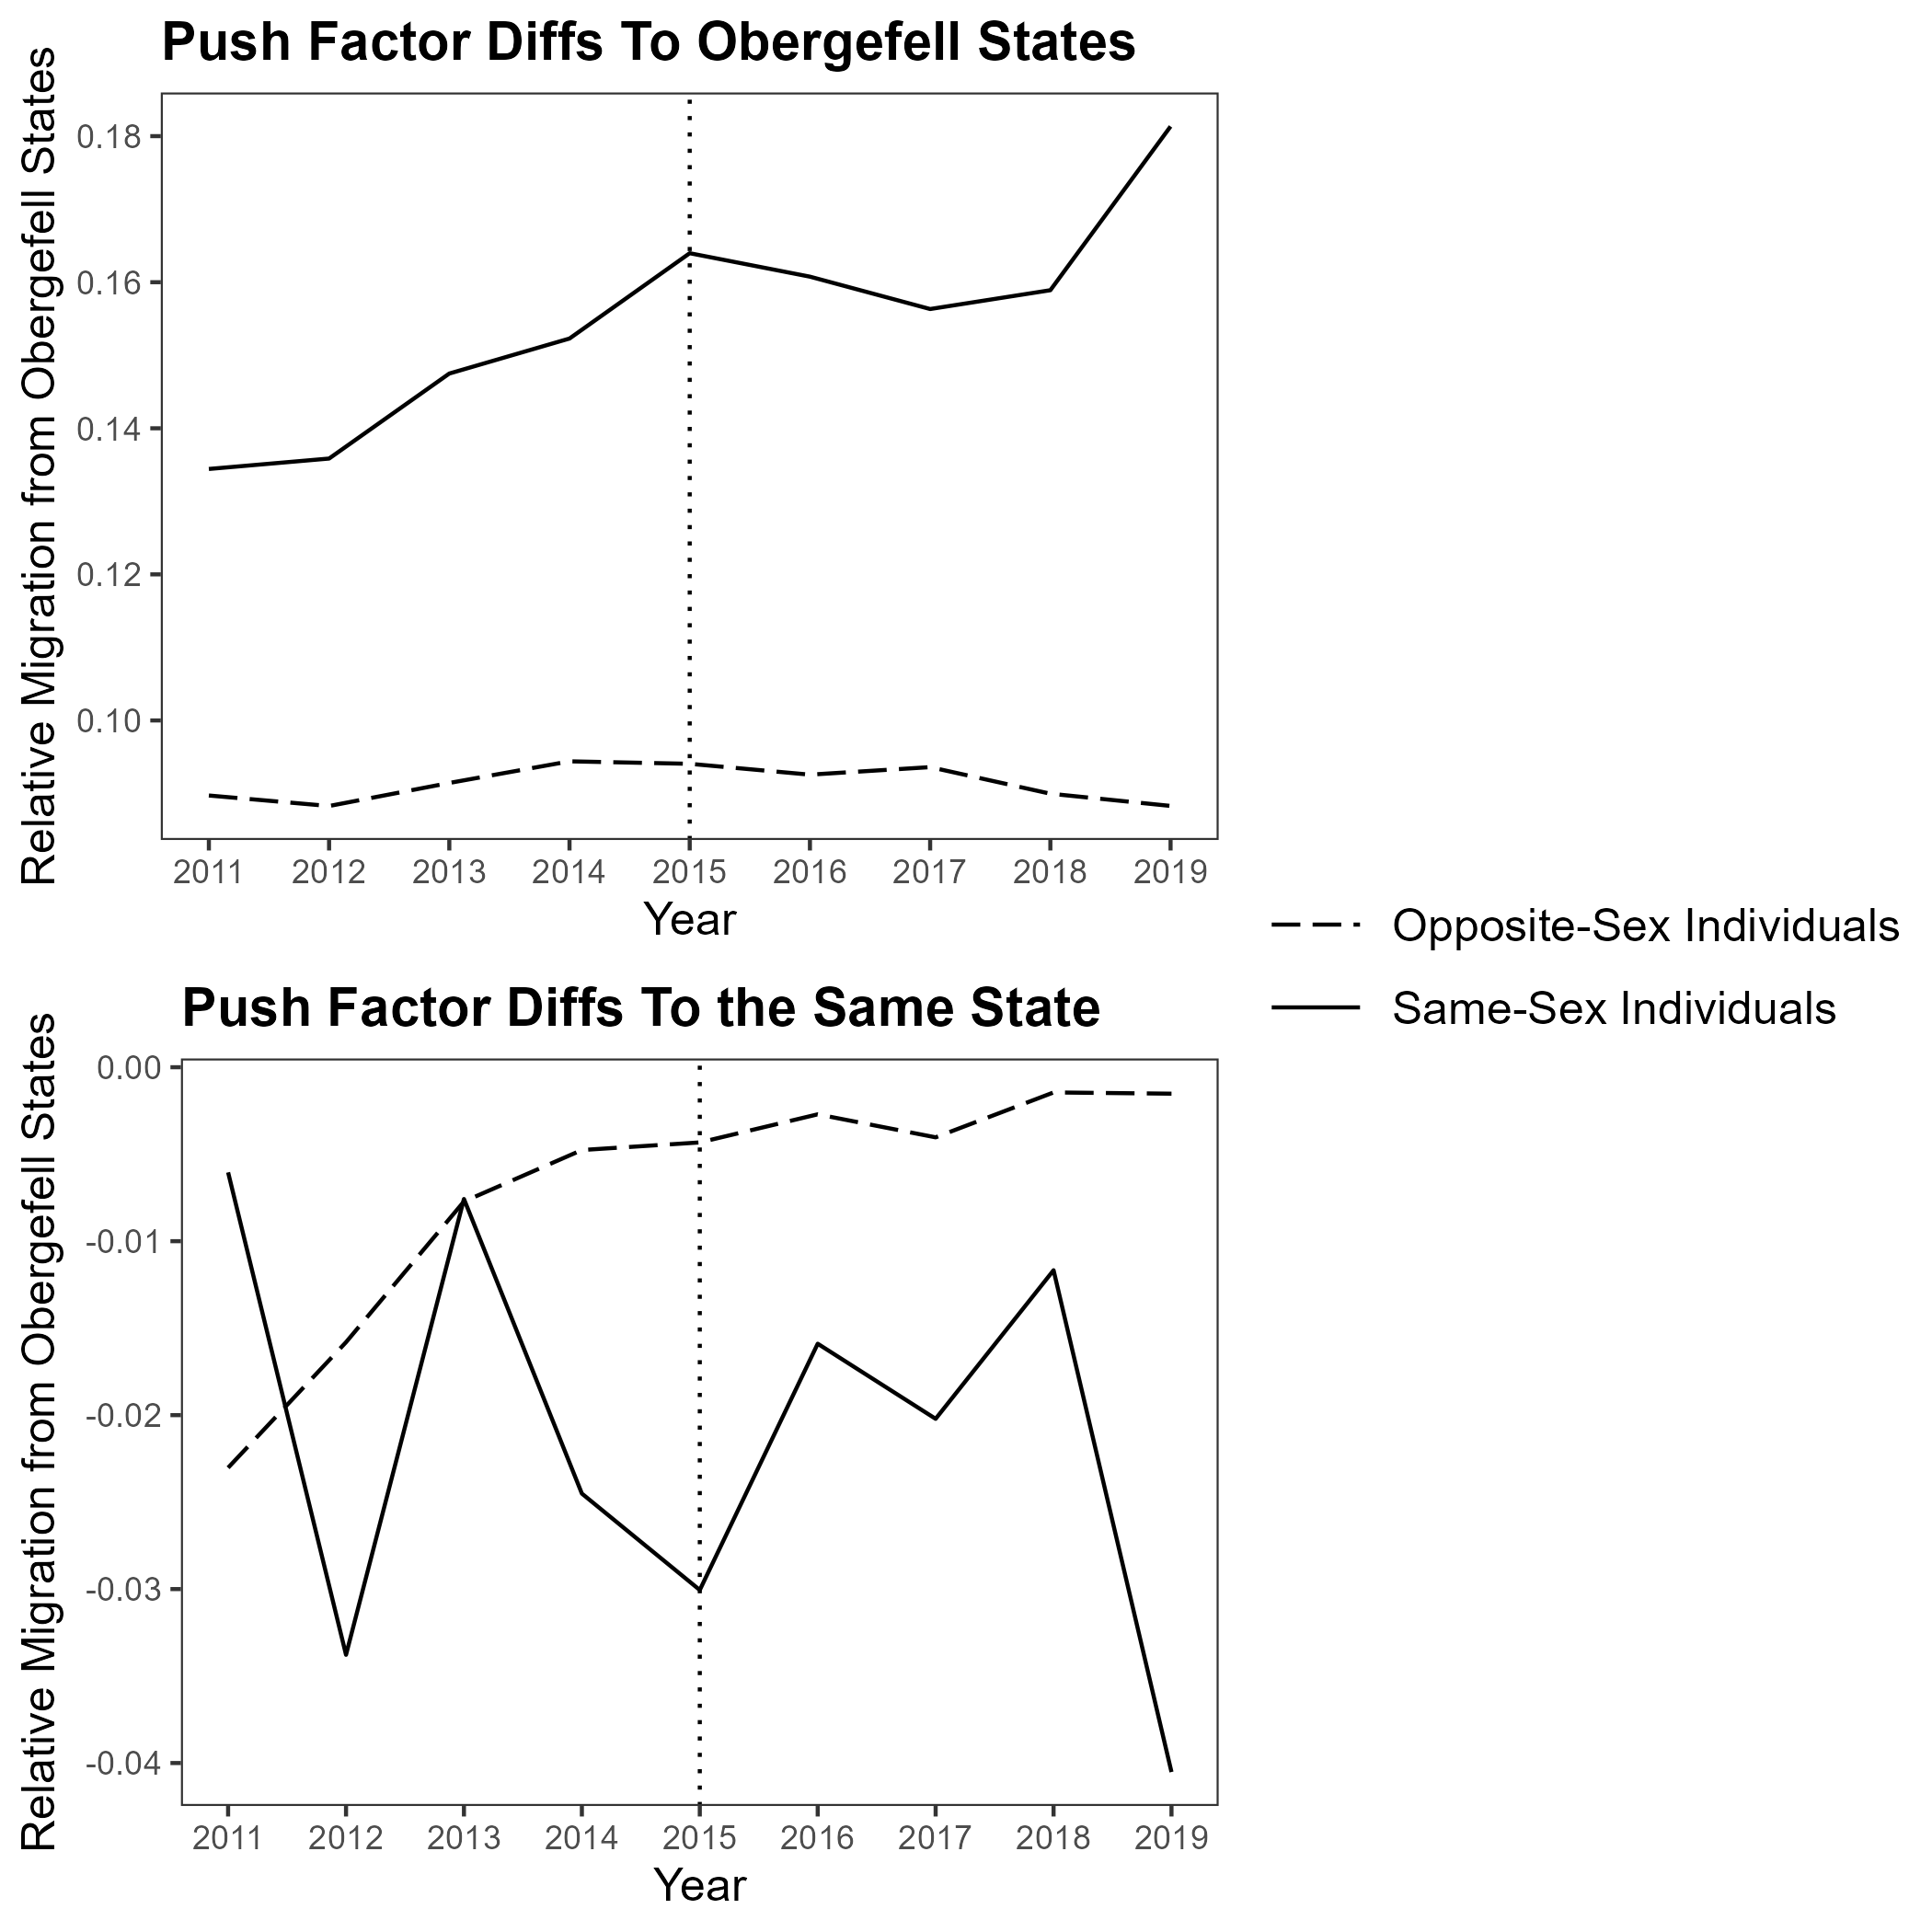 Push Factor Diffs To Obergefell States
Relative Migration from Obergefell States
0.18
0.16
0.14
0.12
0.10
2011 2012 2013 2014 2015 2016 2017 2018 2019
Year
Opposite-Sex Individuals
Same-Sex Individuals
Push Factor Diffs To the Same State
Relative Migration from Obergefell States
0.00
-0.01
-0.02
-0.03
-0.04
2011 2012 2013 2014 2015 2016 2017 2018 2019
Year